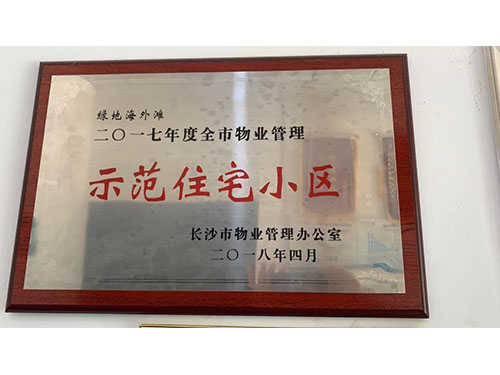 绿地海外滩
二〇一七年度全市物业管理
示范住宅小区
长沙市物业管理办公室
二〇一八年四月